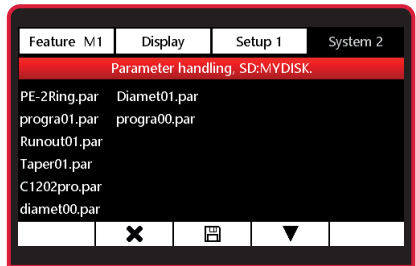 Feature M1 Display Setup 1 System 2
Parameter handling, SD:MYDISK.
PE-2Ring.par Diamet01.par
progra01.par progra00.par
Runout01.par
Taper01.par
C1202pro.par
diamet00.par